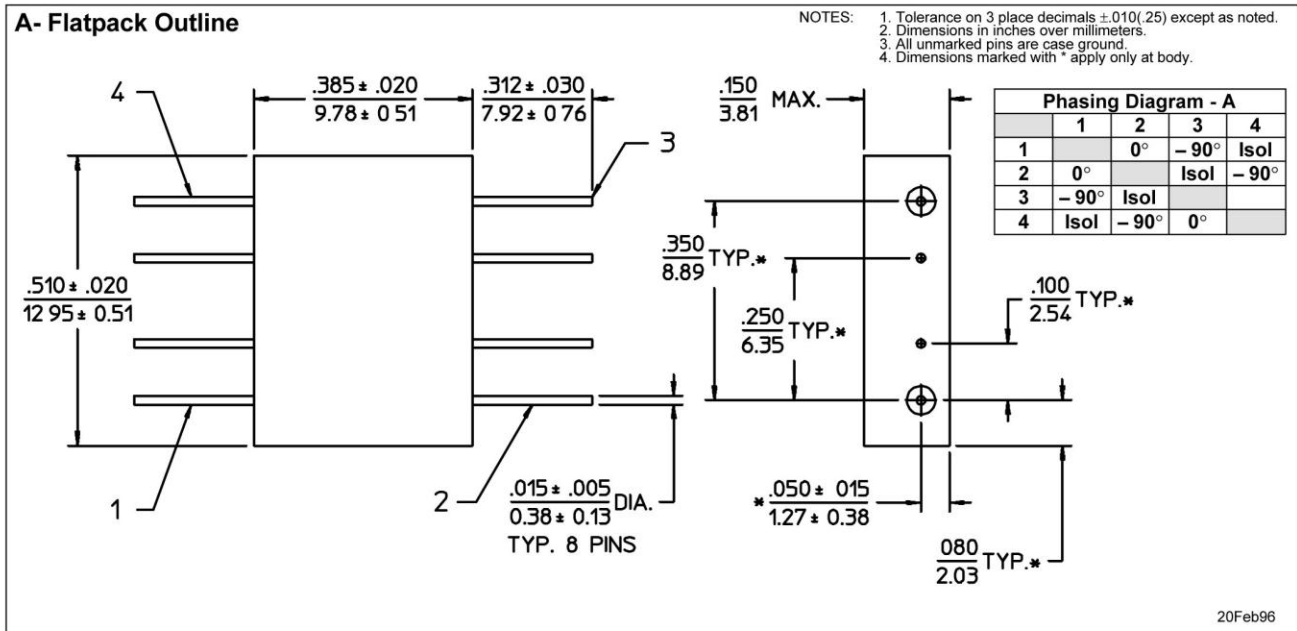 A- Flatpack Outline
NOTES: 1. Tolerance on 3 place decimals ±.010(.25) except as noted.
2. Dimensions in inches over millimeters.
3. All unmarked pins are case ground.
4. Dimensions marked with * apply only at body.
4
.385 ± .020
9.78 ± 0 51
.312 ± .030
7.92 ± 0 76
3
.510 ± .020
12 95 ± 0.51
1
2
.015 ± .005
0.38 ± 0.13 DIA.
TYP. 8 PINS
.150
3.81 MAX.
.350
8.89 TYP.*
.250
6.35 TYP.*
.100
2.54 TYP.*
* .050 ± 015
1.27 ± 0.38
080
2.03 TYP.*
Phasing Diagram - A
1 2 3 4
1 0° – 90° Isol
2 0° Isol – 90°
3 – 90° Isol
4 Isol – 90° 0°
20Feb96